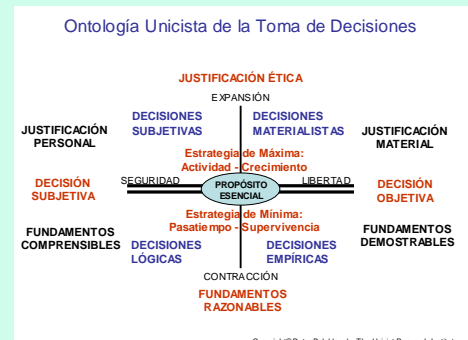 Ontología Unicista de la Toma de Decisiones
JUSTIFICACIÓN ÉTICA
EXPANSIÓN
DECISIONES
SUBJETIVAS
DECISIONES
MATERIALISTAS
JUSTIFICACIÓN
PERSONAL
JUSTIFICACIÓN
MATERIAL
Estrategia de Máxima:
Actividad - Crecimiento
DECISIÓN
SUBJETIVA
SEGURIDAD
PROPÓSITO
ESENCIAL
LIBERTAD
DECISIÓN
OBJETIVA
Estrategia de Mínima:
Pasatiempo - Supervivencia
FUNDAMENTOS
COMPRENSIBLES
FUNDAMENTOS
DEMOSTRABLES
DECISIONES
LÓGICAS
DECISIONES
EMPÍRICAS
CONTRACCIÓN
FUNDAMENTOS
RAZONABLES